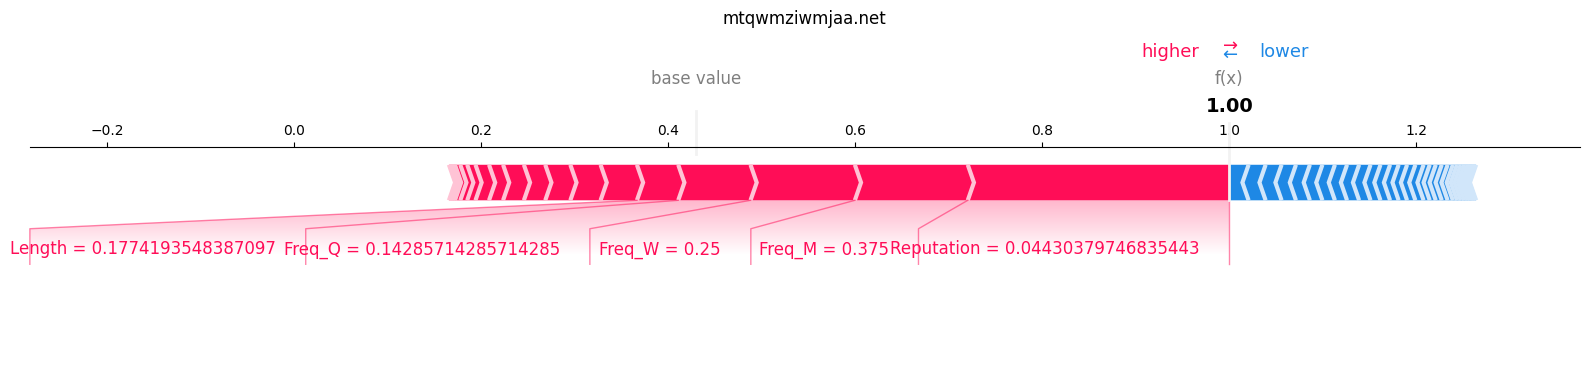 mtqwmziwmjaa.net
higher ⇄ lower
base value f(x)
1.00
−0.2 0.0 0.2 0.4 0.6 0.8 1.0 1.2
Length = 0.1774193548387097 Freq_Q = 0.14285714285714285 Freq_W = 0.25 Freq_M = 0.375 Reputation = 0.04430379746835443